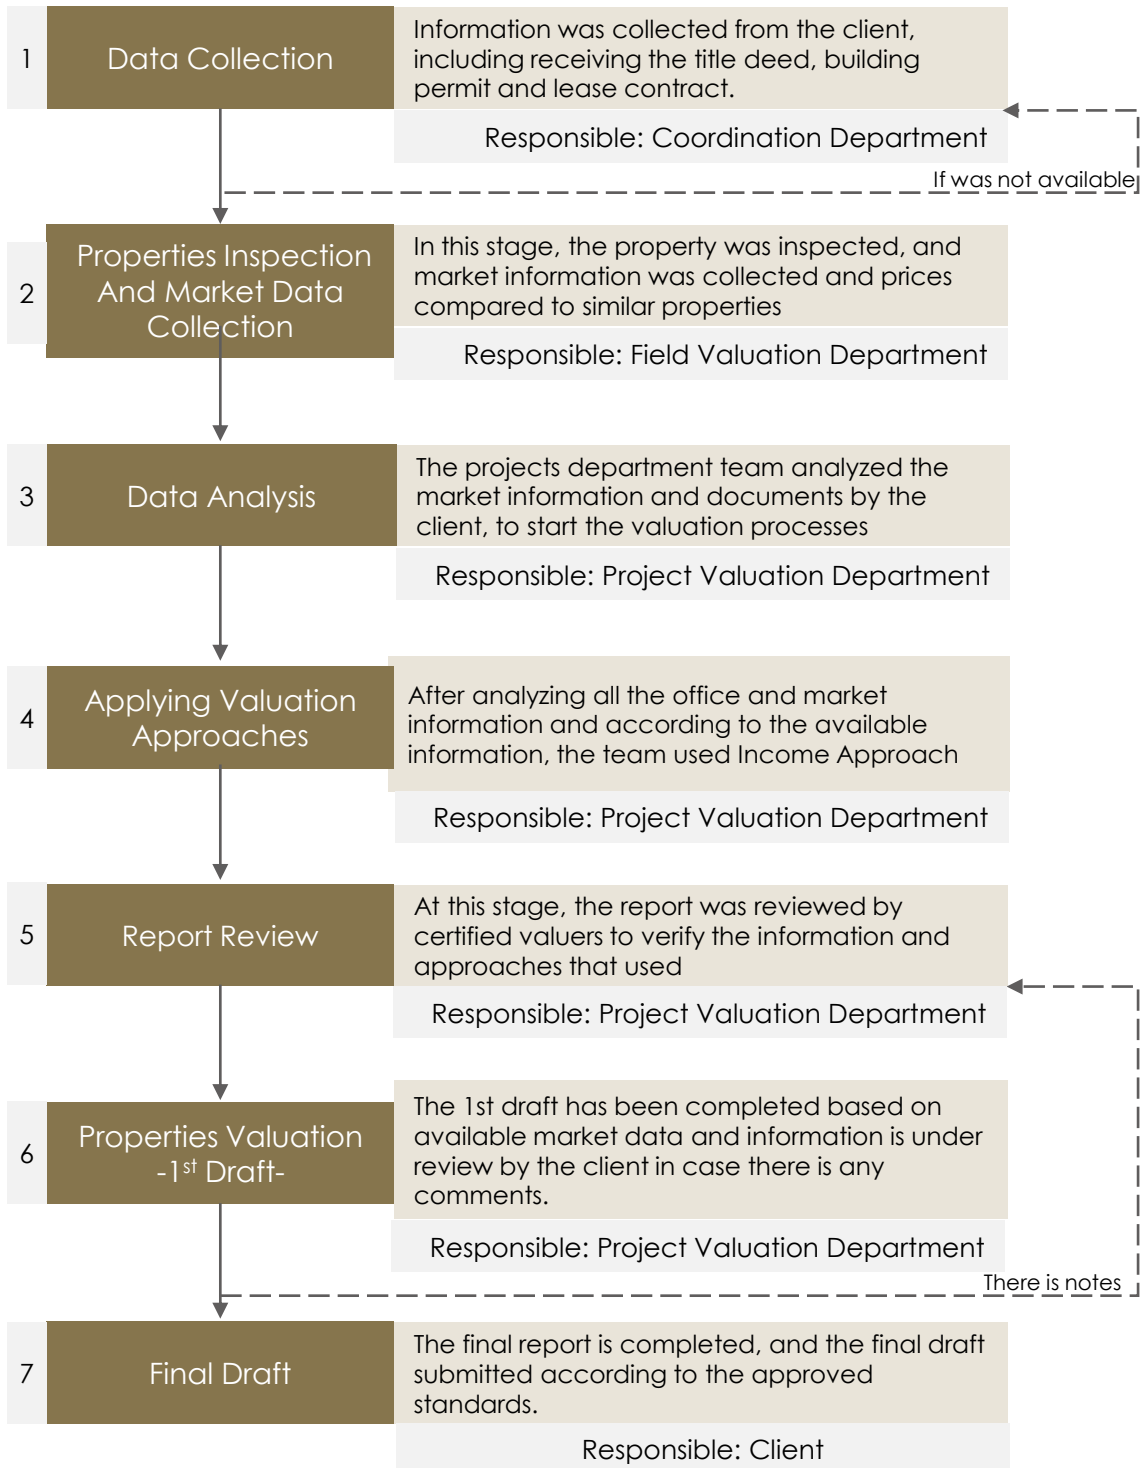 1
Data Collection
Information was collected from the client,
including receiving the title deed, building
permit and lease contract.
Responsible: Coordination Department
If was not available
2
Properties Inspection
And Market Data
Collection
In this stage, the property was inspected, and
market information was collected and prices
compared to similar properties
Responsible: Field Valuation Department
3
Data Analysis
The projects department team analyzed the
market information and documents by the
client, to start the valuation processes
Responsible: Project Valuation Department
4
Applying Valuation
Approaches
After analyzing all the office and market
information and according to the available
information, the team used Income Approach
Responsible: Project Valuation Department
5
Report Review
At this stage, the report was reviewed by
certified valuers to verify the information and
approaches that used
Responsible: Project Valuation Department
6
Properties Valuation
-1st Draft-
The 1st draft has been completed based on
available market data and information is under
review by the client in case there is any
comments.
Responsible: Project Valuation Department
There is notes
7
Final Draft
The final report is completed, and the final draft
submitted according to the approved
standards.
Responsible: Client